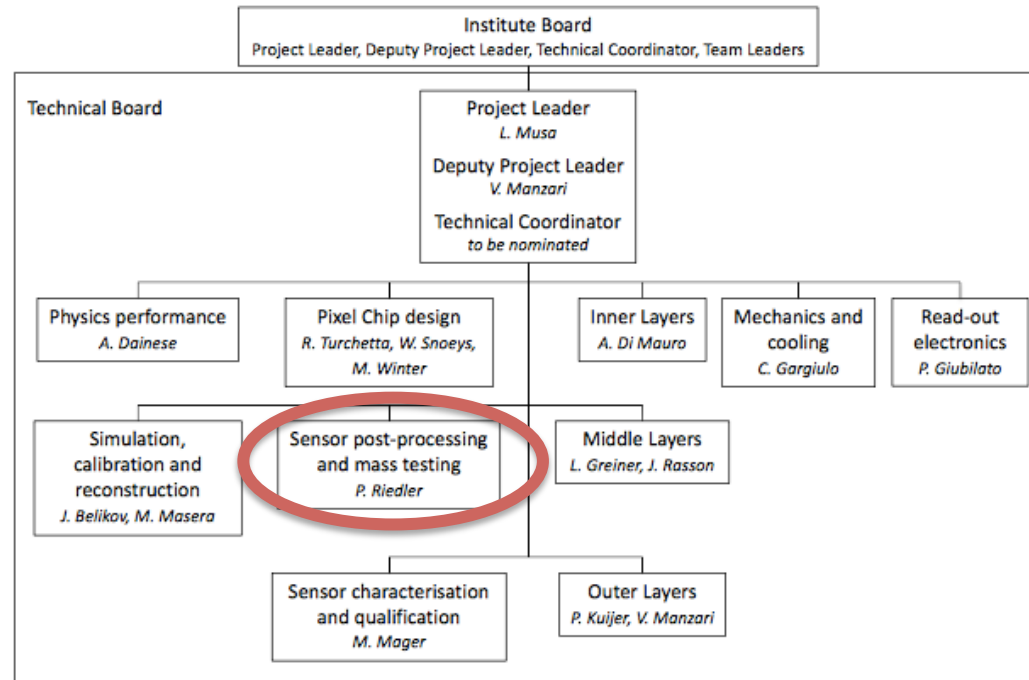 Institute Board
Project Leader, Deputy Project Leader, Technical Coordinator, Team Leaders
Technical Board
Project Leader
L. Musa
Deputy Project Leader
V. Manzari
Technical Coordinator
to be nominated
Physics performance
A. Dainese
Pixel Chip design
R. Turchetta, W. Snoeys,
M. Winter
Inner Layers
A. Di Mauro
Mechanics and
cooling
C. Gargiulo
Read-out
electronics
P. Giubilato
Simulation,
calibration and
reconstruction
J. Belikov, M. Masera
Sensor post-processing
and mass testing
P. Riedler
Middle Layers
L. Greiner, J. Rasson
Sensor characterisation
and qualification
M. Mager
Outer Layers
P. Kuijer, V. Manzari